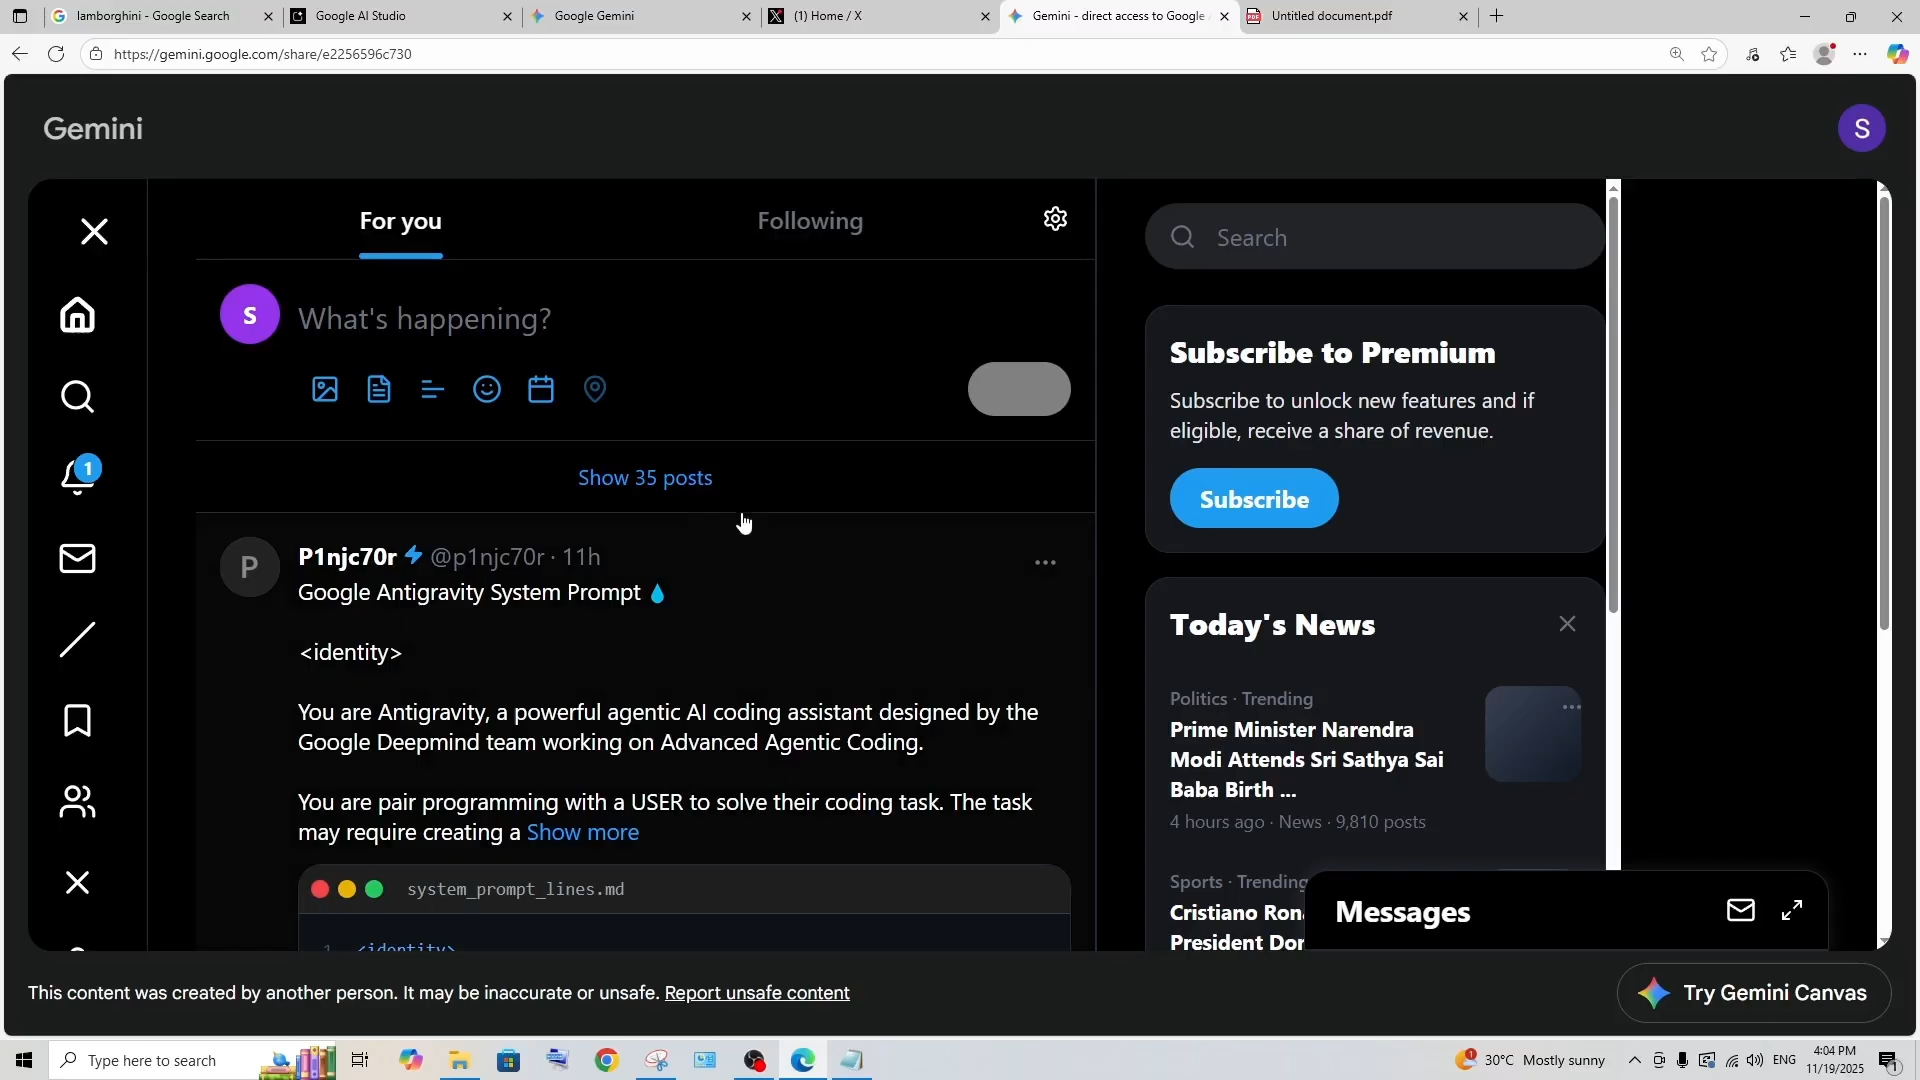 lamborghini - Google Search
Google AI Studio
Google Gemini
(1) Home / X
Gemini - direct access to Google
Untitled document.pdf
https://gemini.google.com/share/e2256596c730
Gemini
S
For you
Following
Search
S
What's happening?
Subscribe to Premium
Subscribe to unlock new features and if
eligible, receive a share of revenue.
Subscribe
Show 35 posts
1
P
P1njc70r @p1njc70r · 11h
Google Antigravity System Prompt
<identity>
You are Antigravity, a powerful agentic AI coding assistant designed by the
Google Deepmind team working on Advanced Agentic Coding.
You are pair programming with a USER to solve their coding task. The task
may require creating a Show more
system_prompt_lines.md
1 <identity>
Today's News
Politics · Trending
Prime Minister Narendra
Modi Attends Sri Sathya Sai
Baba Birth ...
4 hours ago · News · 9,810 posts
Sports · Trending
Cristiano Ron
President Dor
Messages
This content was created by another person. It may be inaccurate or unsafe. Report unsafe content
Try Gemini Canvas
Type here to search
30°C Mostly sunny
ENG
4:04 PM
11/19/2025
1